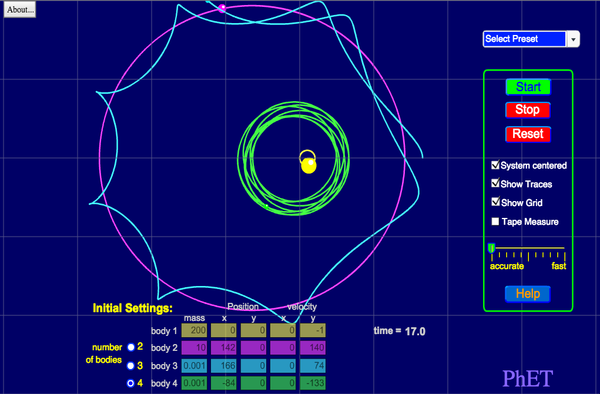 About...
Select Preset
Start
Stop
Reset
System centered
Show Traces
Show Grid
Tape Measure
accurate fast
Help
Initial Settings:
Position velocity
mass x y x y
number of bodies
2
3
4
body 1 200 0 0 0 -1
body 2 10 142 0 0 140
body 3 0.001 166 0 0 74
body 4 0.001 -84 0 0 -133
time = 17.0
PhET